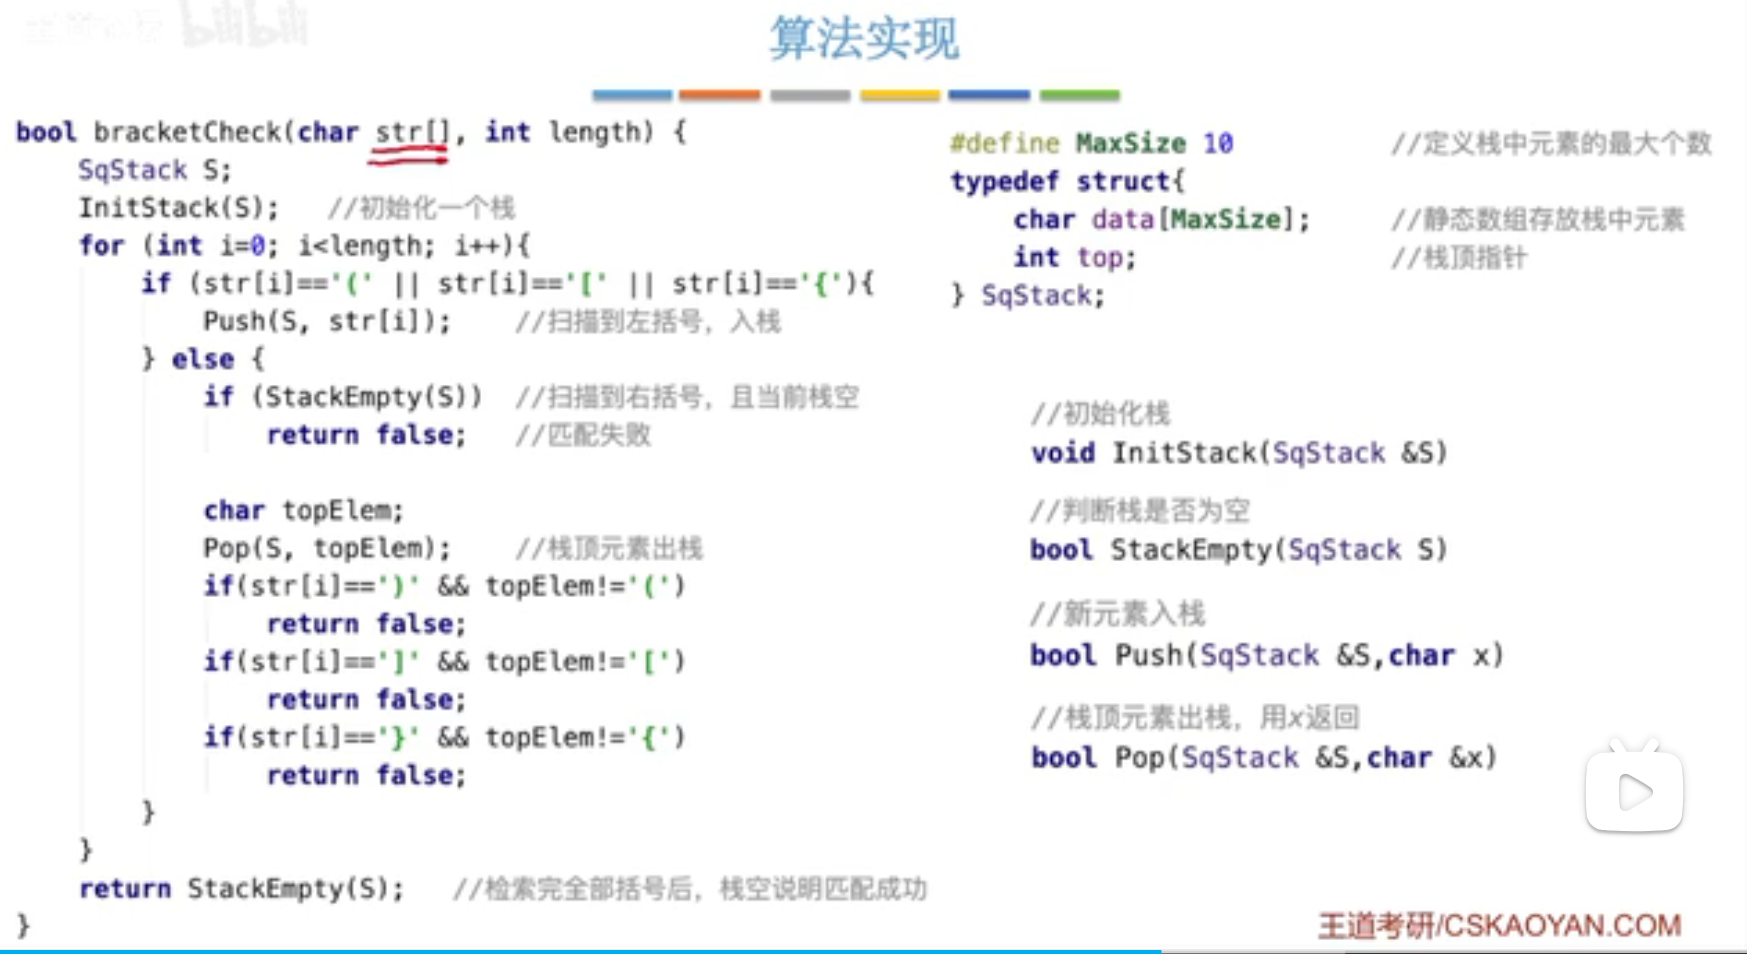 算法实现
bool bracketCheck(char str[], int length) {
    SqStack S;
    InitStack(S);   //初始化一个栈
    for (int i=0; i<length; i++){
        if (str[i]=='(' || str[i]=='[' || str[i]=='{'){
            Push(S, str[i]);    //扫描到左括号，入栈
        } else {
            if (StackEmpty(S))  //扫描到右括号，且当前栈空
                return false;   //匹配失败
            char topElem;
            Pop(S, topElem);    //栈顶元素出栈
            if(str[i]==')' && topElem!='(')
                return false;
            if(str[i]==']' && topElem!='[')
                return false;
            if(str[i]=='}' && topElem!='{')
                return false;
        }
    }
    return StackEmpty(S);   //检索完全部括号后，栈空说明匹配成功
}
#define MaxSize 10          //定义栈中元素的最大个数
typedef struct{
    char data[MaxSize];     //静态数组存放栈中元素
    int top;                //栈顶指针
} SqStack;
//初始化栈
void InitStack(SqStack &S)
//判断栈是否为空
bool StackEmpty(SqStack S)
//新元素入栈
bool Push(SqStack &S,char x)
//栈顶元素出栈，用x返回
bool Pop(SqStack &S,char &x)
王道考研/CSKAOYAN.COM
bilibili